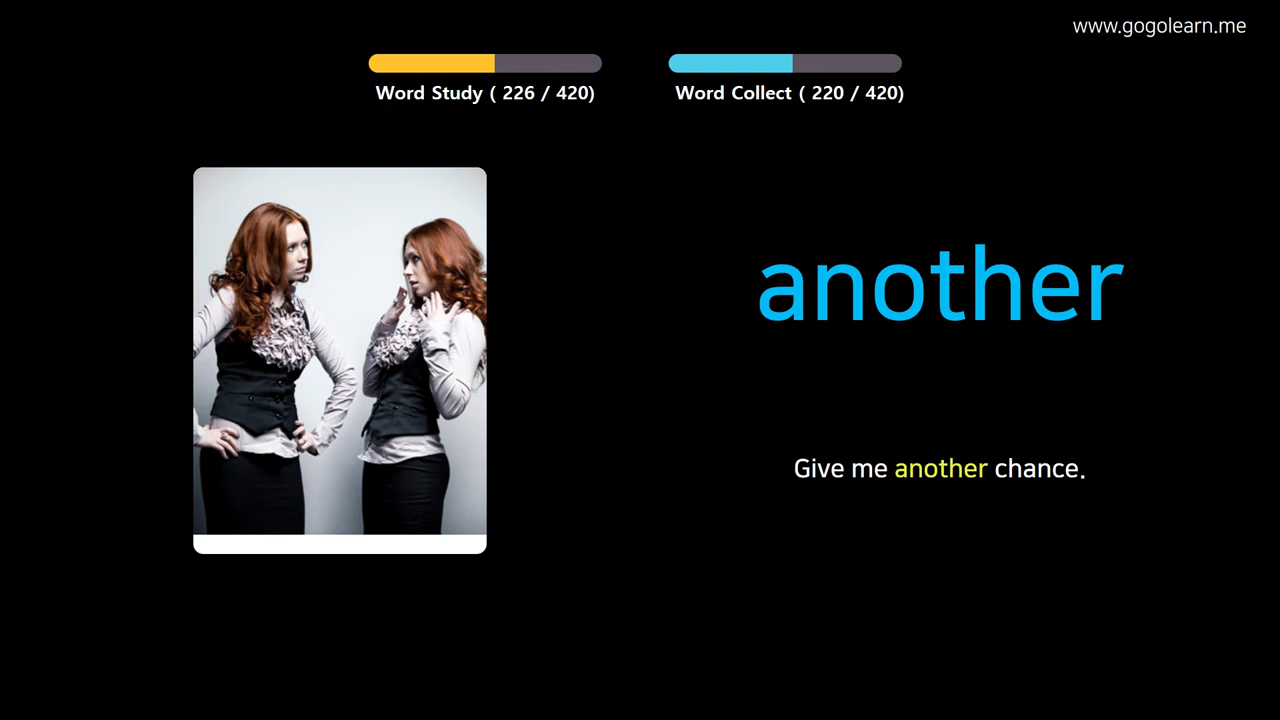 www.gogolearn.me
Word Study ( 226 / 420)
Word Collect ( 220 / 420)
another
Give me another chance.